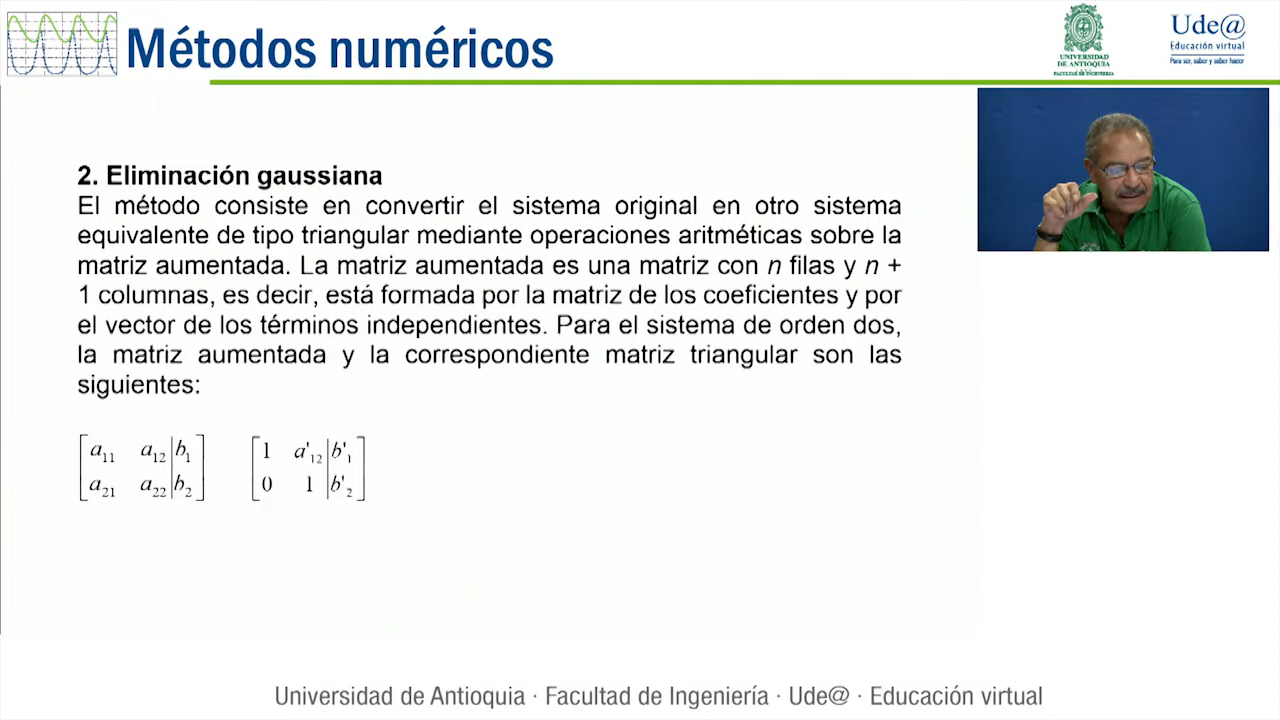 Métodos numéricos
UNIVERSIDAD
DE ANTIOQUIA
FACULTAD DE INGENIERÍA
Ude@
Educación virtual
Para ser, saber y saber hacer
2. Eliminación gaussiana
El método consiste en convertir el sistema original en otro sistema
equivalente de tipo triangular mediante operaciones aritméticas sobre la
matriz aumentada. La matriz aumentada es una matriz con n filas y n +
1 columnas, es decir, está formada por la matriz de los coeficientes y por
el vector de los términos independientes. Para el sistema de orden dos,
la matriz aumentada y la correspondiente matriz triangular son las
siguientes:
a11 a12 | b1    1 a'12 | b'1
a21 a22 | b2    0 1 | b'2
Universidad de Antioquia · Facultad de Ingeniería · Ude@ · Educación virtual